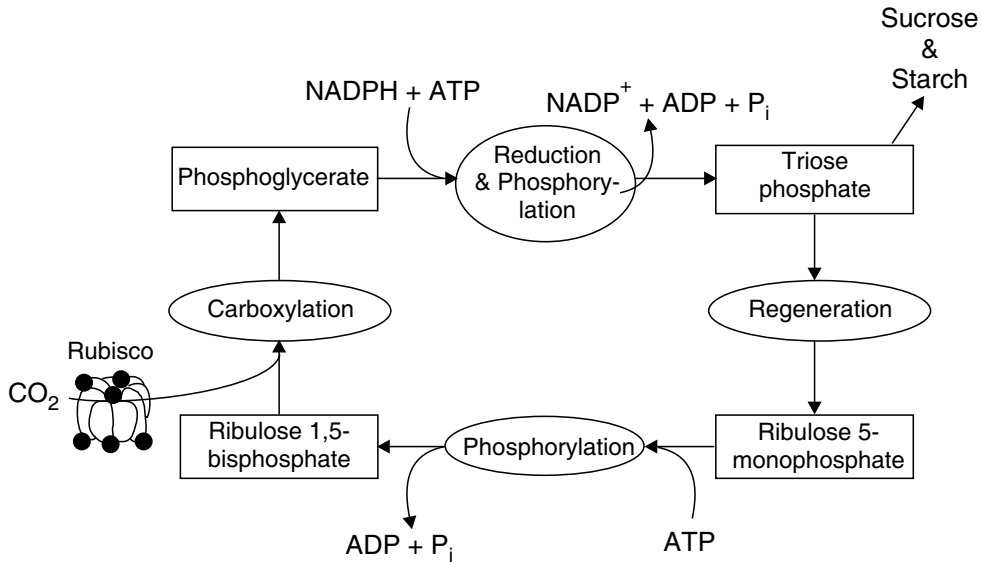 Sucrose
&
Starch
NADPH + ATP
NADP⁺ + ADP + Pᵢ
Phosphoglycerate
Reduction
& Phosphory-
lation
Triose
phosphate
Carboxylation
Regeneration
Rubisco
CO₂
Ribulose 1,5-
bisphosphate
Phosphorylation
Ribulose 5-
monophosphate
ADP + Pᵢ
ATP